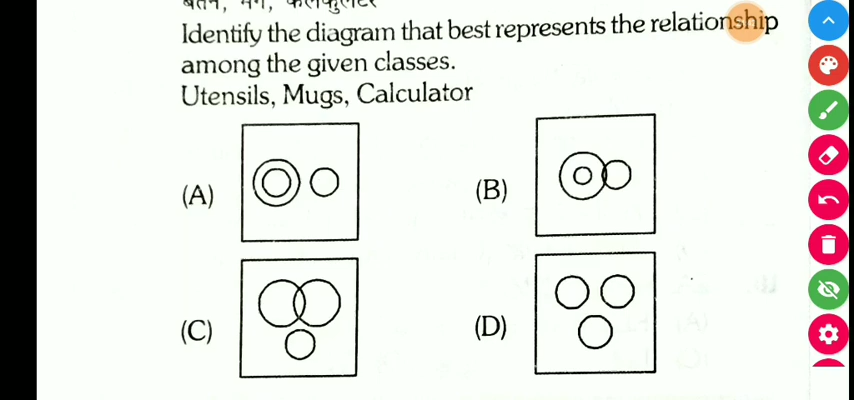 Identify the diagram that best represents the relationship
among the given classes.
Utensils, Mugs, Calculator
(A)
(B)
(C)
(D)